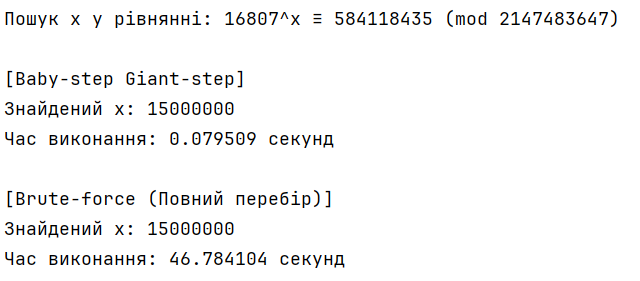 Пошук x у рівнянні: 16807^x ≡ 584118435 (mod 2147483647)
[Baby-step Giant-step]
Знайдений x: 15000000
Час виконання: 0.079509 секунд
[Brute-force (Повний перебір)]
Знайдений x: 15000000
Час виконання: 46.784104 секунд